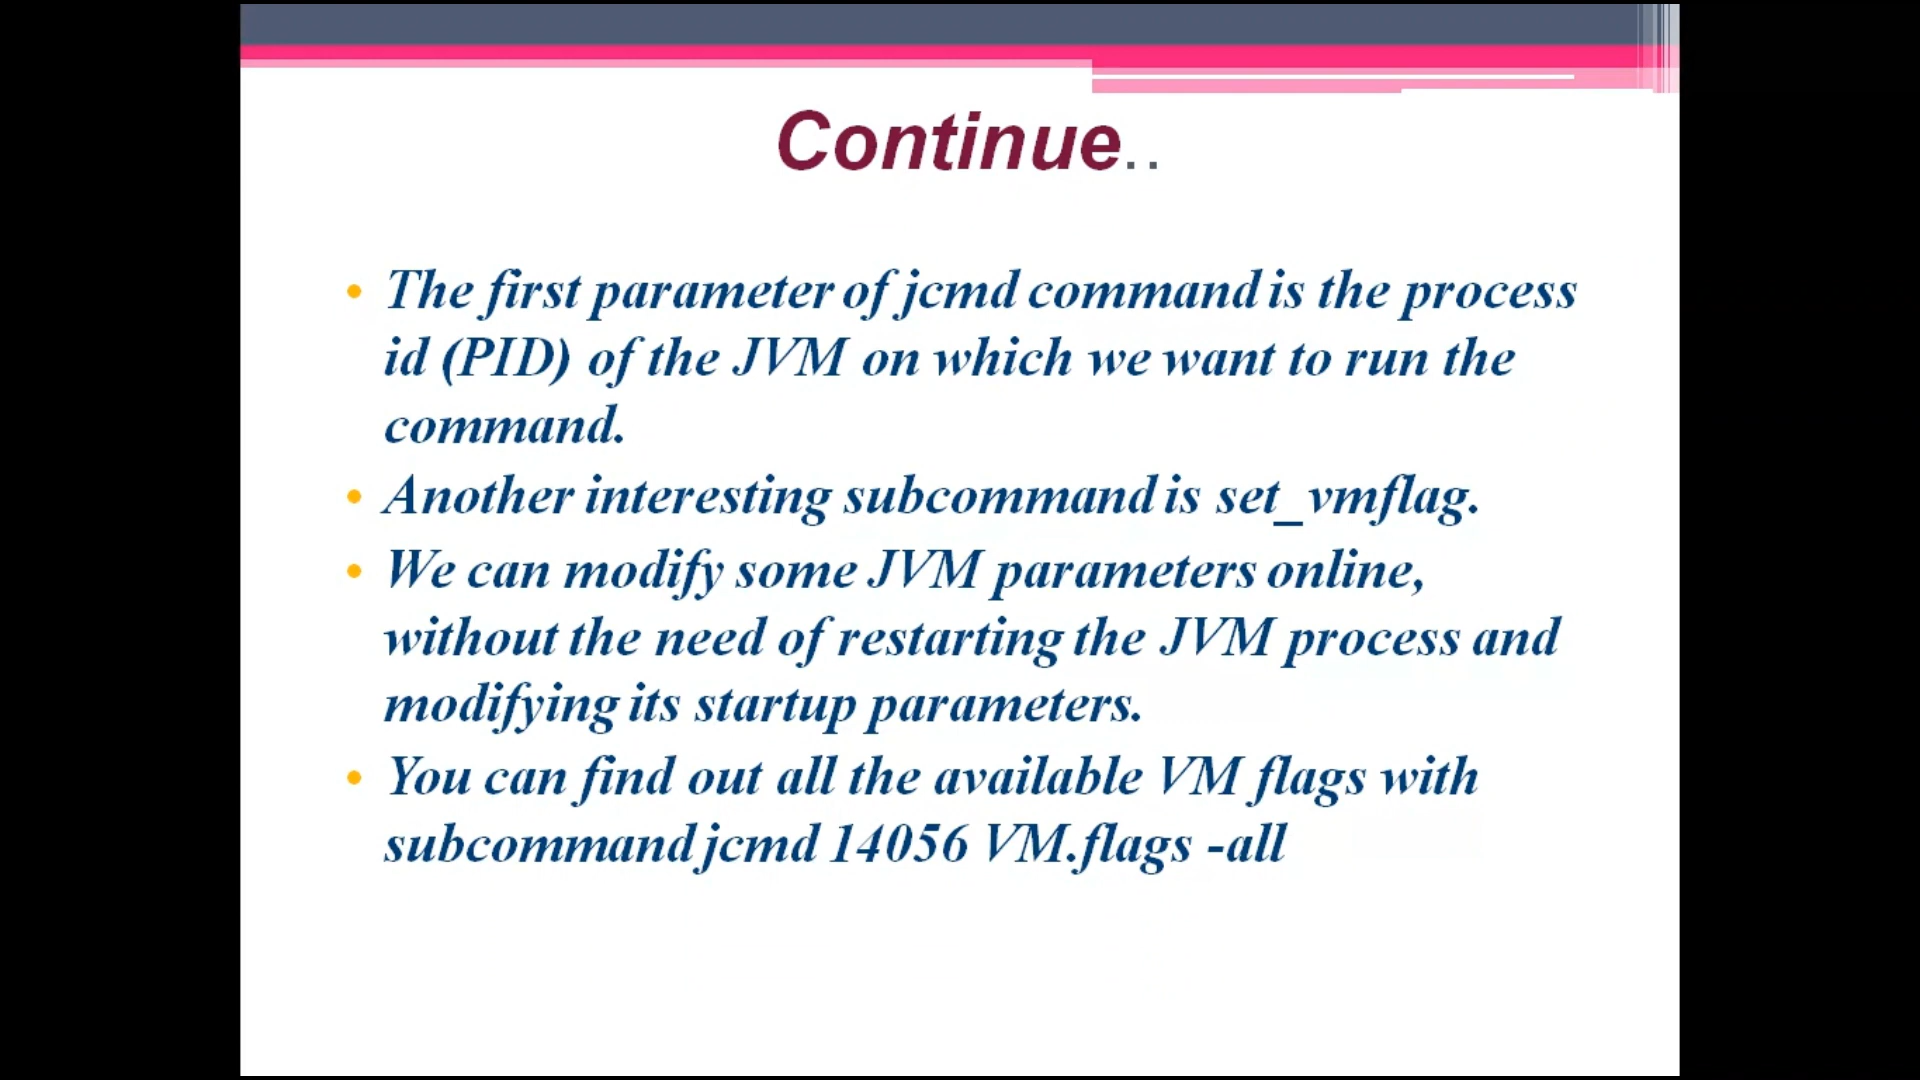 Continue..
• The first parameter of jcmd command is the process
id (PID) of the JVM on which we want to run the
command.
• Another interesting subcommand is set_vmflag.
• We can modify some JVM parameters online,
without the need of restarting the JVM process and
modifying its startup parameters.
• You can find out all the available VM flags with
subcommand jcmd 14056 VM.flags -all